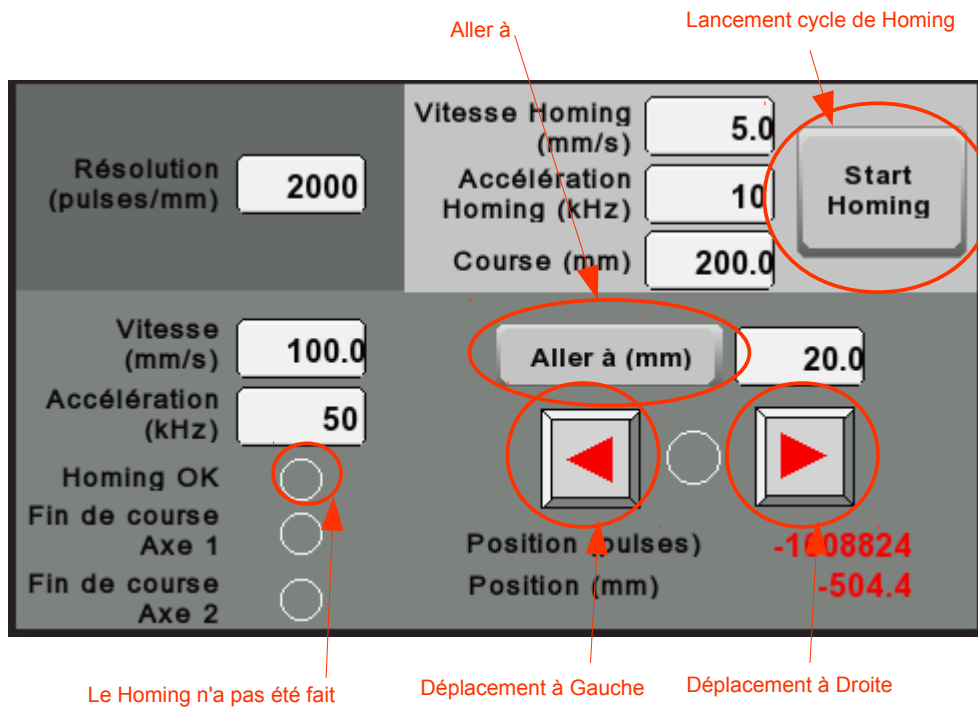 Lancement cycle de Homing
Aller à
Résolution
(pulses/mm)
2000
Vitesse Homing
(mm/s)
5.0
Accélération
Homing (kHz)
10
Course (mm)
200.0
Start
Homing
Vitesse
(mm/s)
100.0
Accélération
(kHz)
50
Homing OK
Fin de course
Axe 1
Fin de course
Axe 2
Aller à (mm)
20.0
Position (pulses)
-1008824
Position (mm)
-504.4
Le Homing n'a pas été fait
Déplacement à Gauche
Déplacement à Droite